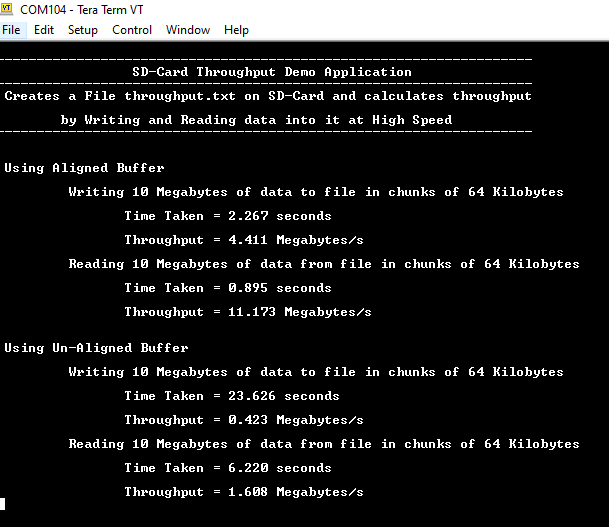 COM104 - Tera Term VT
File Edit Setup Control Window Help
SD-Card Throughput Demo Application
Creates a File throughput.txt on SD-Card and calculates throughput
by Writing and Reading data into it at High Speed
Using Aligned Buffer
Writing 10 Megabytes of data to file in chunks of 64 Kilobytes
Time Taken = 2.267 seconds
Throughput = 4.411 Megabytes/s
Reading 10 Megabytes of data from file in chunks of 64 Kilobytes
Time Taken = 0.895 seconds
Throughput = 11.173 Megabytes/s
Using Un-Aligned Buffer
Writing 10 Megabytes of data to file in chunks of 64 Kilobytes
Time Taken = 23.626 seconds
Throughput = 0.423 Megabytes/s
Reading 10 Megabytes of data from file in chunks of 64 Kilobytes
Time Taken = 6.220 seconds
Throughput = 1.608 Megabytes/s